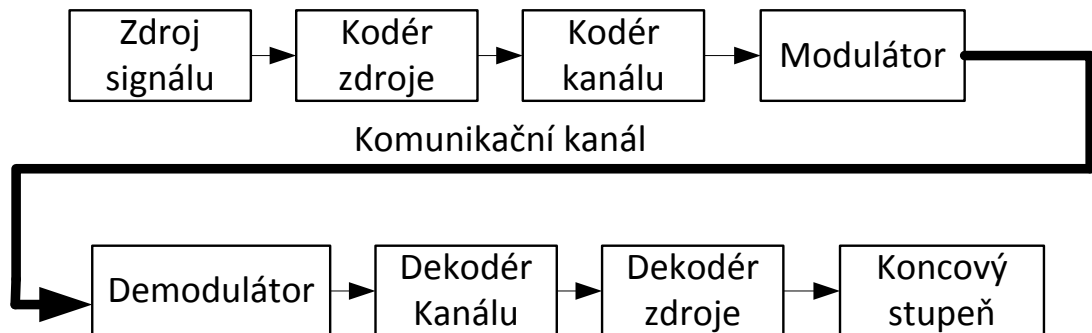 Zdroj
signálu
Kodér
zdroje
Kodér
kanálu
Modulátor
Komunikační kanál
Demodulátor
Dekodér
Kanálu
Dekodér
zdroje
Koncový
stupeň